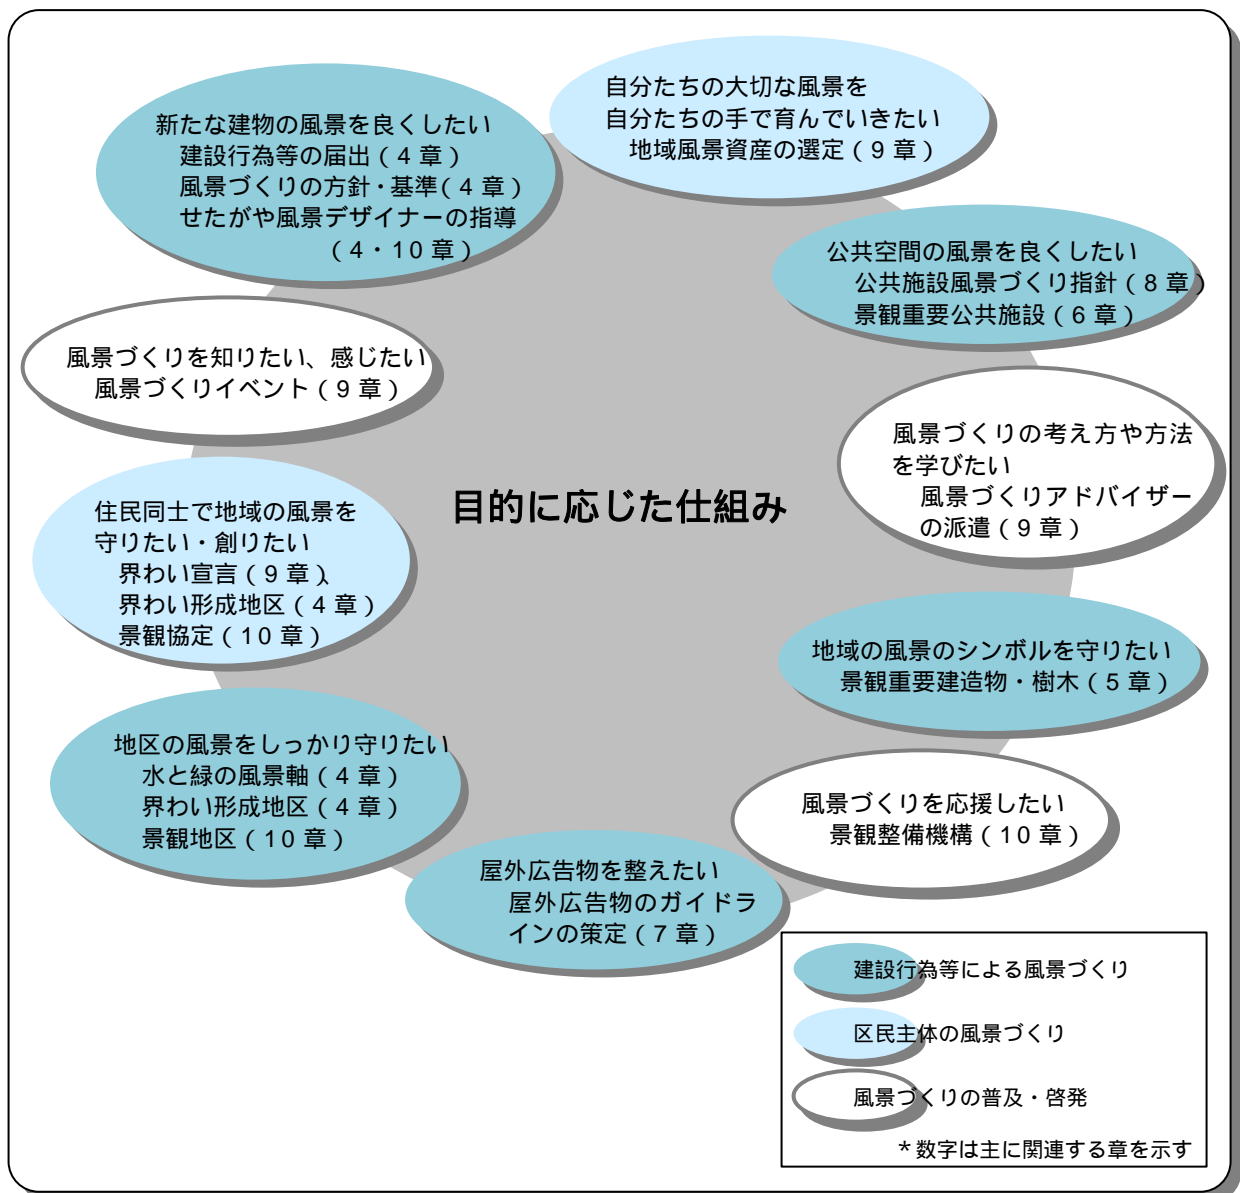 新たな建物の風景を良くしたい
建設行為等の届出(4章)
風景づくりの方針・基準(4章)
せたがや風景デザイナーの指導
(4・10章)
自分たちの大切な風景を
自分たちの手で育んでいきたい
地域風景資産の選定(9章)
公共空間の風景を良くしたい
公共施設風景づくり指針(8章)
景観重要公共施設(6章)
風景づくりを知りたい、感じたい
風景づくりイベント(9章)
風景づくりの考え方や方法
を学びたい
風景づくりアドバイザー
の派遣(9章)
目的に応じた仕組み
住民同士で地域の風景を
守りたい・創りたい
界わい宣言(9章)、
界わい形成地区(4章)
景観協定(10章)
地域の風景のシンボルを守りたい
景観重要建造物・樹木(5章)
地区の風景をしっかり守りたい
水と緑の風景軸(4章)
界わい形成地区(4章)
景観地区(10章)
風景づくりを応援したい
景観整備機構(10章)
屋外広告物を整えたい
屋外広告物のガイドラ
インの策定(7章)
建設行為等による風景づくり
区民主体の風景づくり
風景づくりの普及・啓発
*数字は主に関連する章を示す